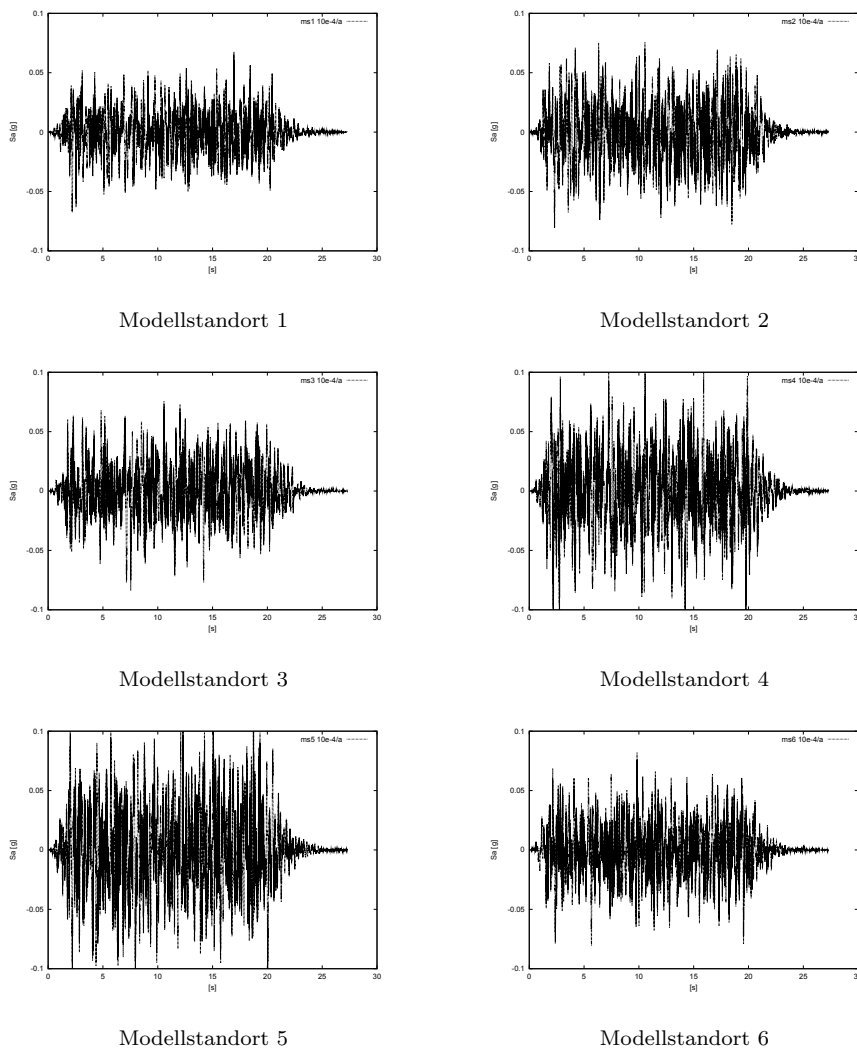 0.1
ms1 10e-4/a
0.05
Sa [g]
0
-0.05
-0.1
0 5 10 15 20 25 30
[s]
Modellstandort 1
0.1
ms2 10e-4/a
0.05
Sa [g]
0
-0.05
-0.1
0 5 10 15 20 25 30
[s]
Modellstandort 2
0.1
ms3 10e-4/a
0.05
Sa [g]
0
-0.05
-0.1
0 5 10 15 20 25 30
[s]
Modellstandort 3
0.1
ms4 10e-4/a
0.05
Sa [g]
0
-0.05
-0.1
0 5 10 15 20 25 30
[s]
Modellstandort 4
0.1
ms5 10e-4/a
0.05
Sa [g]
0
-0.05
-0.1
0 5 10 15 20 25 30
[s]
Modellstandort 5
0.1
ms6 10e-4/a
0.05
Sa [g]
0
-0.05
-0.1
0 5 10 15 20 25 30
[s]
Modellstandort 6